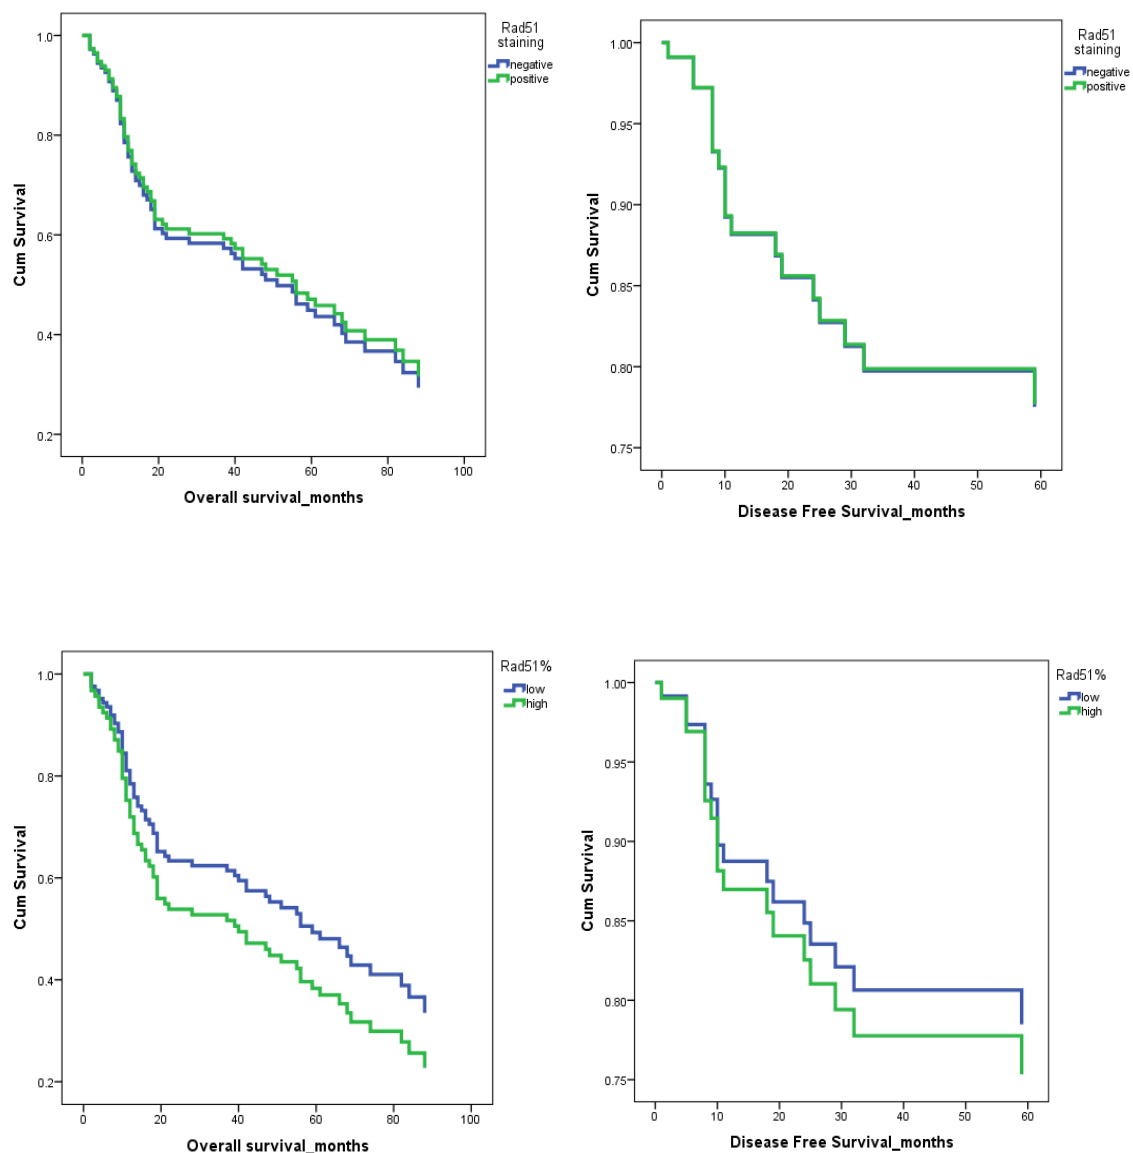 Rad51
staining
negative
positive
1.0
0.8
0.6
0.4
0.2
Cum Survival
0 20 40 60 80 100
Overall survival_months
Rad51
staining
negative
positive
1.00
0.95
0.90
0.85
0.80
0.75
Cum Survival
0 10 20 30 40 50 60
Disease Free Survival_months
Rad51%
low
high
1.0
0.8
0.6
0.4
0.2
Cum Survival
0 20 40 60 80 100
Overall survival_months
Rad51%
low
high
1.00
0.95
0.90
0.85
0.80
0.75
Cum Survival
0 10 20 30 40 50 60
Disease Free Survival_months